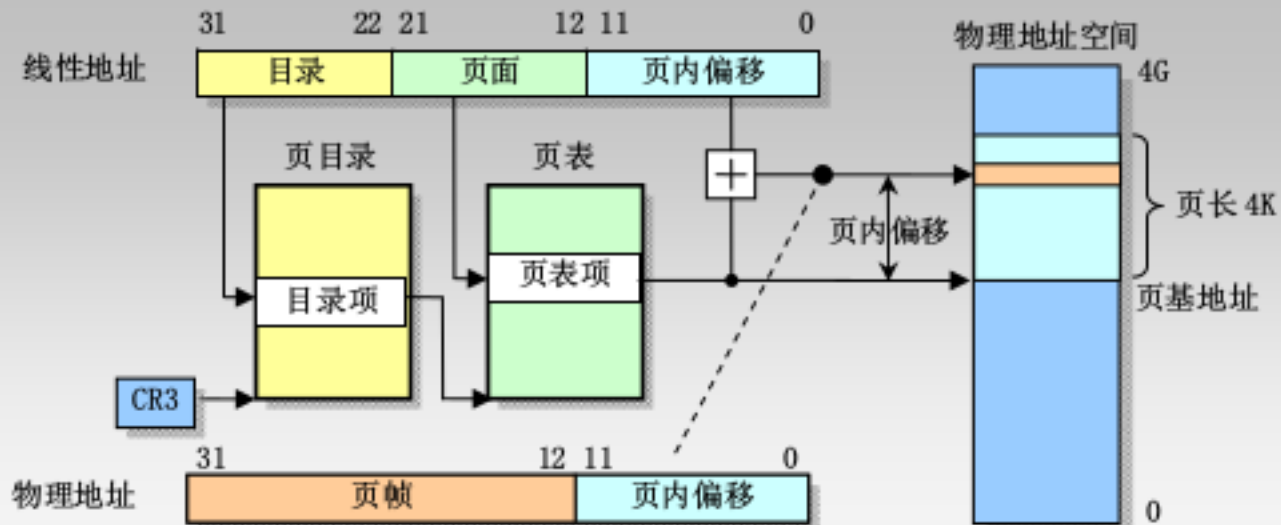 31 22 21 12 11 0
线性地址 目录 页面 页内偏移
物理地址空间
4G
页目录 页表
页长 4K
页内偏移
页表项
目录项
页基地址
CR3
31 12 11 0
物理地址 页帧 页内偏移
0